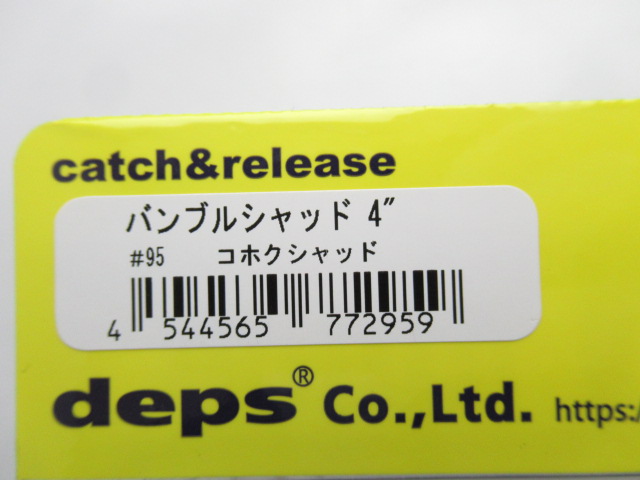 catch&release
バンブルシャッド 4"
#95 コホクシャッド
4 544565 772959
deps® Co.,Ltd. https:/